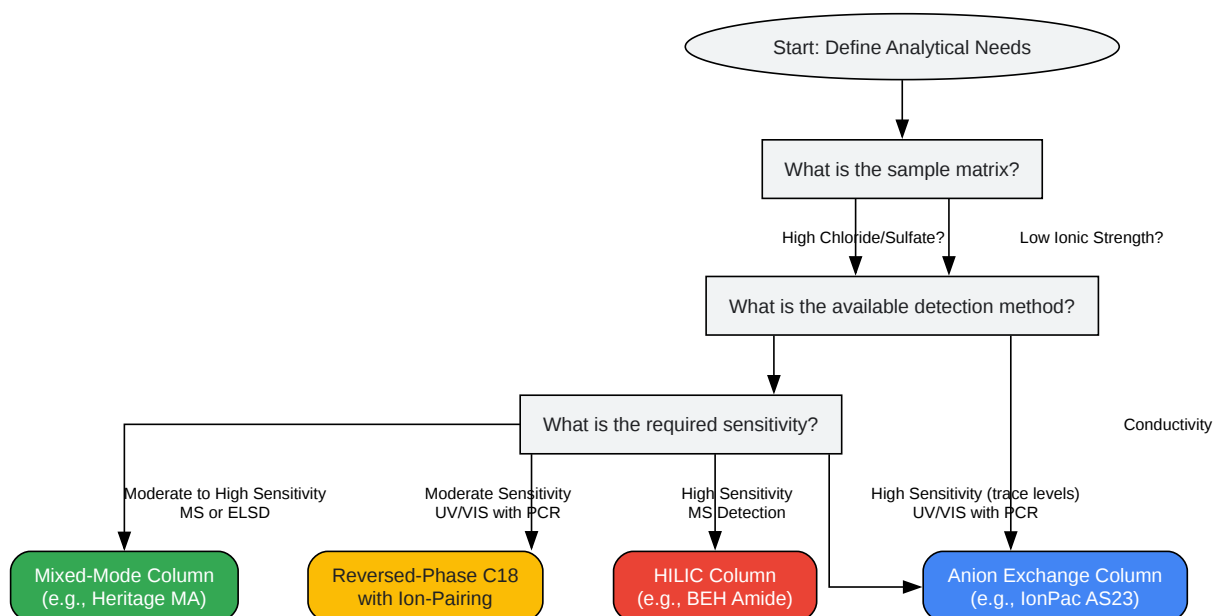 Start: Define Analytical Needs
What is the sample matrix?
High Chloride/Sulfate?
Low Ionic Strength?
What is the available detection method?
What is the required sensitivity?
Conductivity
Moderate to High Sensitivity
MS or ELSD
Moderate Sensitivity
UV/VIS with PCR
High Sensitivity
MS Detection
High Sensitivity (trace levels)
UV/VIS with PCR
Mixed-Mode Column
(e.g., Heritage MA)
Reversed-Phase C18
with Ion-Pairing
HILIC Column
(e.g., BEH Amide)
Anion Exchange Column
(e.g., IonPac AS23)